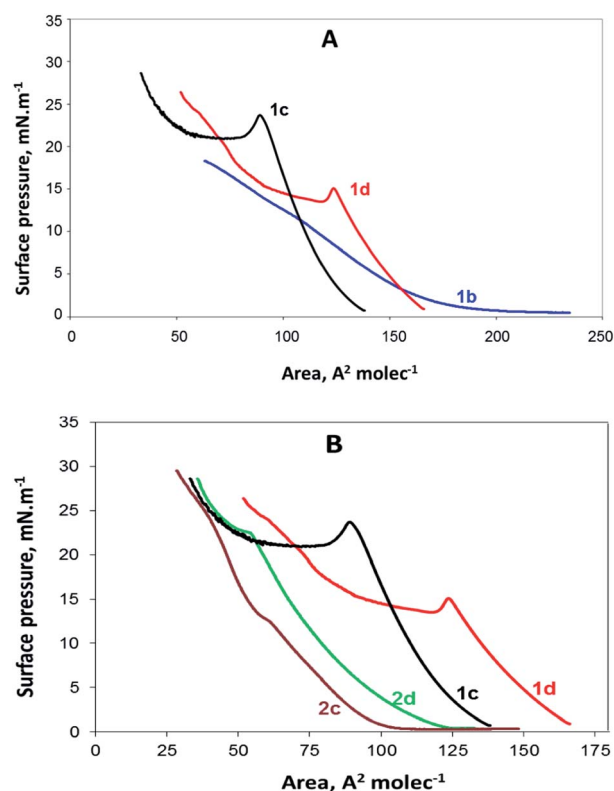 A
35
30
25
20
15
10
5
0
Surface pressure, mN.m-1
1c
1d
1b
0 50 100 150 200 250
Area, A2 molec-1
B
35
30
25
20
15
10
5
0
Surface pressure, mN.m-1
2c
2d
1c
1d
0 25 50 75 100 125 150 175
Area, A2 molec-1